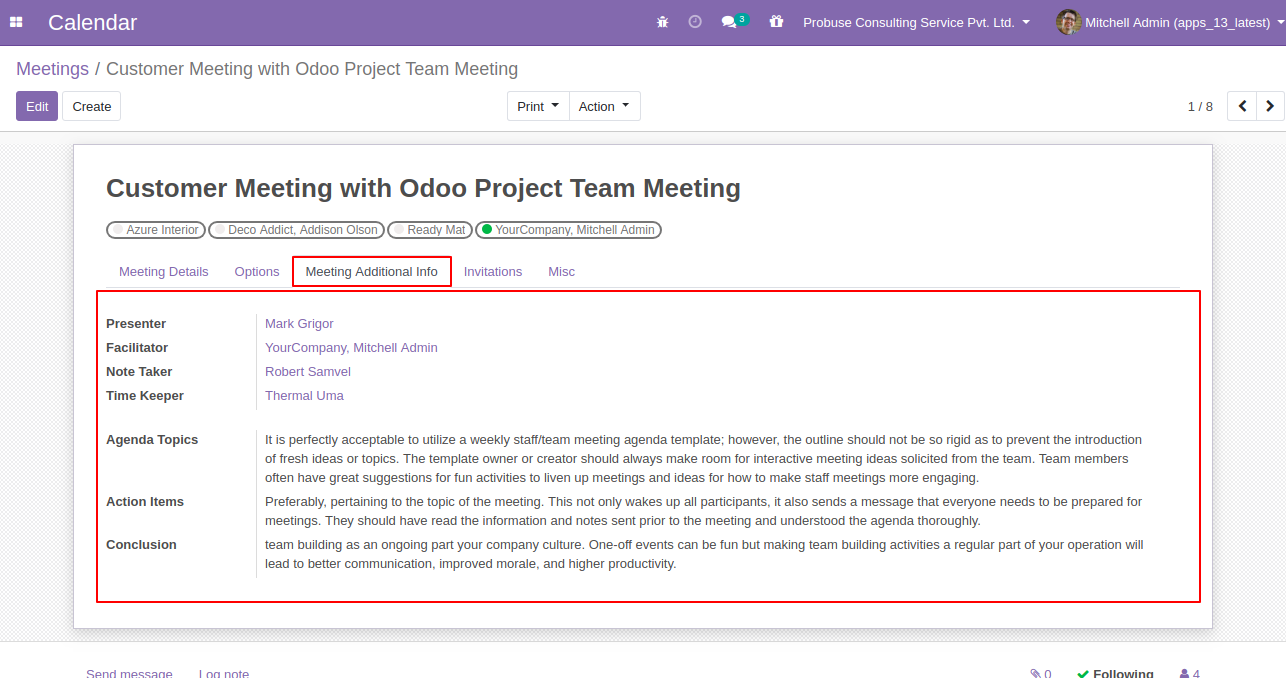 Calendar
3
Probuse Consulting Service Pvt. Ltd.
Mitchell Admin (apps_13_latest)
Meetings / Customer Meeting with Odoo Project Team Meeting
Edit Create
Print Action
1 / 8
Customer Meeting with Odoo Project Team Meeting
Azure Interior Deco Addict, Addison Olson Ready Mat YourCompany, Mitchell Admin
Meeting Details Options Meeting Additional Info Invitations Misc
Presenter Mark Grigor
Facilitator YourCompany, Mitchell Admin
Note Taker Robert Samvel
Time Keeper Thermal Uma
Agenda Topics It is perfectly acceptable to utilize a weekly staff/team meeting agenda template; however, the outline should not be so rigid as to prevent the introduction
of fresh ideas or topics. The template owner or creator should always make room for interactive meeting ideas solicited from the team. Team members
often have great suggestions for fun activities to liven up meetings and ideas for how to make staff meetings more engaging.
Action Items Preferably, pertaining to the topic of the meeting. This not only wakes up all participants, it also sends a message that everyone needs to be prepared for
meetings. They should have read the information and notes sent prior to the meeting and understood the agenda thoroughly.
Conclusion team building as an ongoing part your company culture. One-off events can be fun but making team building activities a regular part of your operation will
lead to better communication, improved morale, and higher productivity.
Send message Log note 0 Following 4